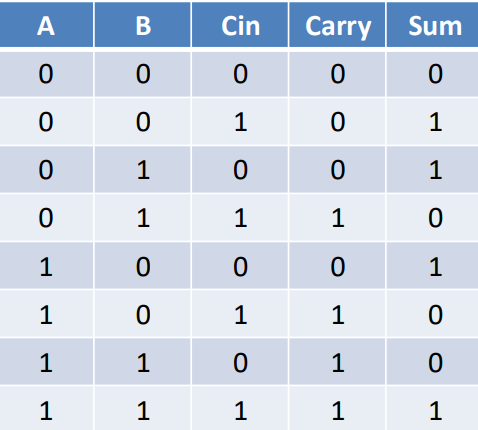 A B Cin Carry Sum
0 0 0 0 0
0 0 1 0 1
0 1 0 0 1
0 1 1 1 0
1 0 0 0 1
1 0 1 1 0
1 1 0 1 0
1 1 1 1 1